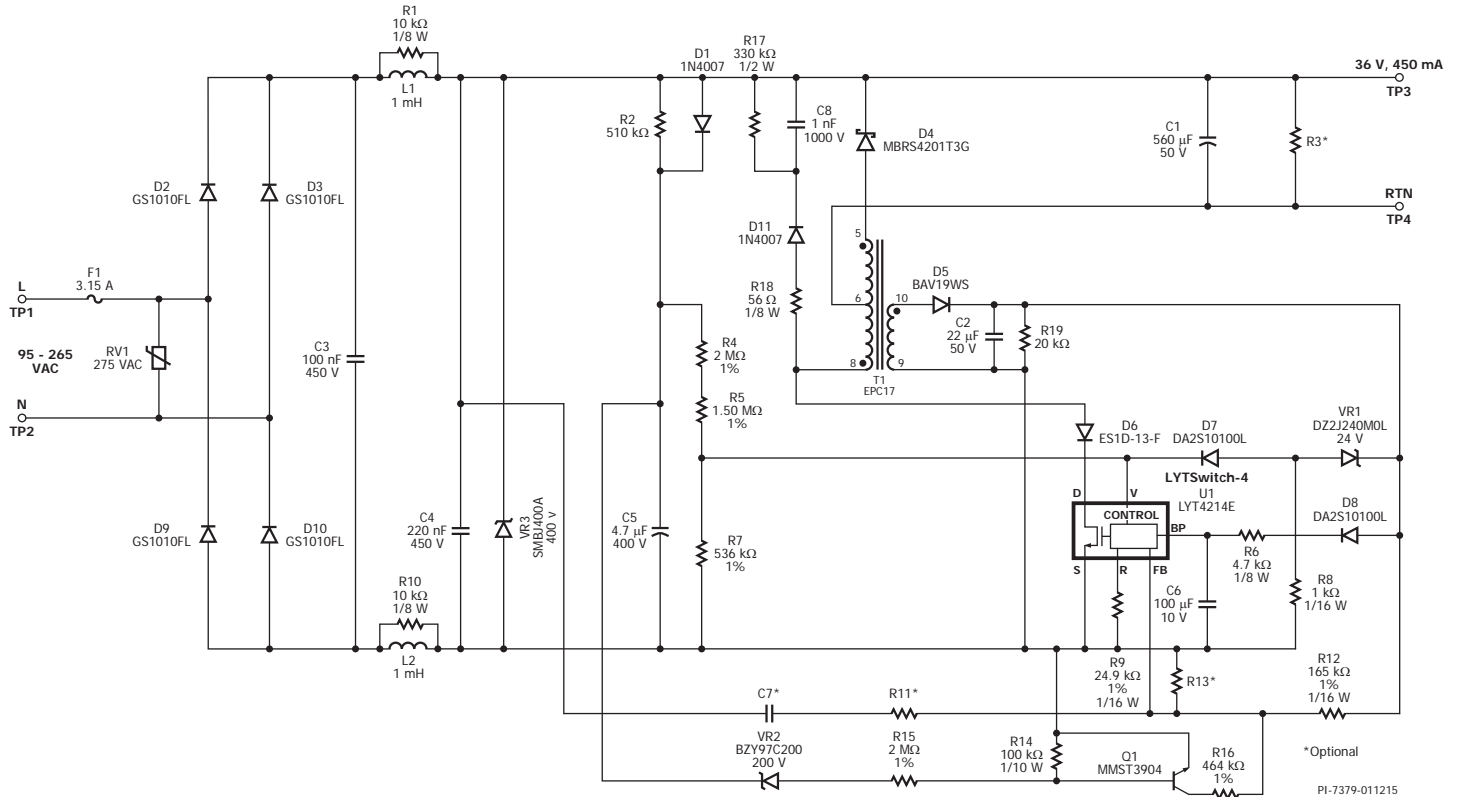 R1
10 kΩ
1/8 W
L1
1 mH
D1
1N4007
R17
330 kΩ
1/2 W
R2
510 kΩ
C8
1 nF
1000 V
D4
MBRS4201T3G
C1
560 µF
50 V
R3*
36 V, 450 mA
TP3
RTN
TP4
D2
GS1010FL
D3
GS1010FL
D11
1N4007
5
F1
3.15 A
L
TP1
95 - 265
VAC
RV1
275 VAC
N
TP2
C3
100 nF
450 V
R18
56 Ω
1/8 W
6
10
D5
BAV19WS
C2
22 µF
50 V
R19
20 kΩ
8
9
T1
EPC17
R4
2 MΩ
1%
R5
1.50 MΩ
1%
D6
ES1D-13-F
D7
DA2S10100L
VR1
DZ2J240M0L
24 V
LYTSwitch-4
U1
LYT4214E
D
V
CONTROL
BP
S
R
FB
D8
DA2S10100L
R6
4.7 kΩ
1/8 W
C6
100 µF
10 V
R8
1 kΩ
1/16 W
D9
GS1010FL
D10
GS1010FL
C4
220 nF
450 V
VR3
SMBJ400A
400 v
C5
4.7 µF
400 V
R7
536 kΩ
1%
R10
10 kΩ
1/8 W
L2
1 mH
R9
24.9 kΩ
1%
1/16 W
R13*
R12
165 kΩ
1%
1/16 W
C7*
R11*
VR2
BZY97C200
200 V
R15
2 MΩ
1%
R14
100 kΩ
1/10 W
Q1
MMST3904
R16
464 kΩ
1%
*Optional
PI-7379-011215